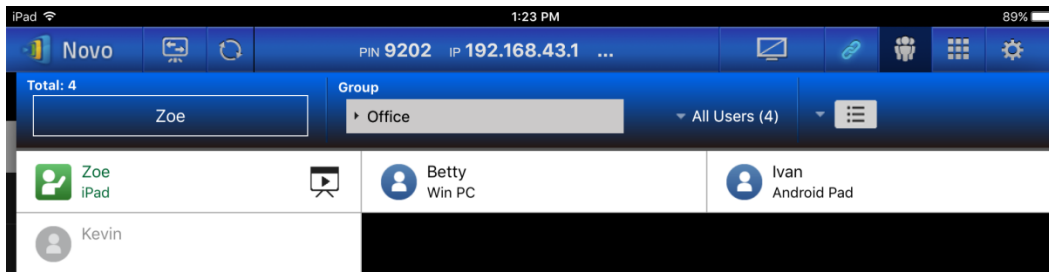 iPad 1:23 PM 89%
Novo PIN 9202 IP 192.168.43.1 ...
Total: 4 Group
Zoe Office All Users (4)
Zoe Betty Ivan
iPad Win PC Android Pad
Kevin